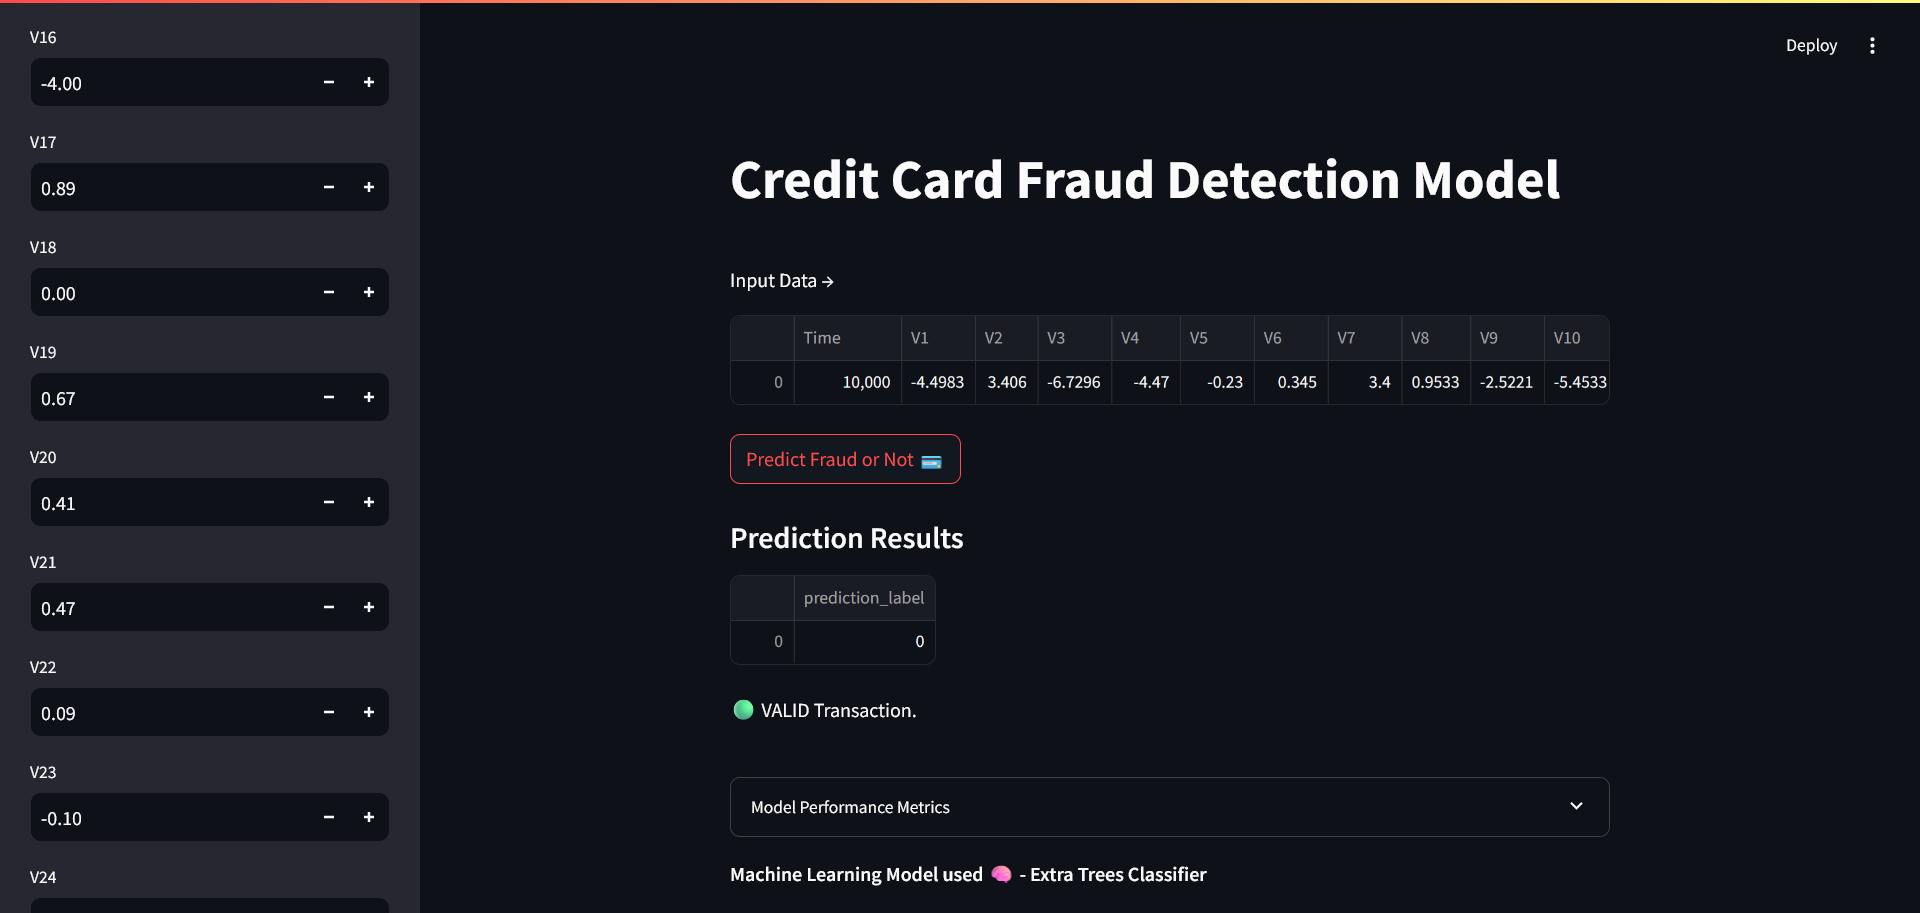 V16
-4.00
V17
0.89
V18
0.00
V19
0.67
V20
0.41
V21
0.47
V22
0.09
V23
-0.10
V24
Deploy
Credit Card Fraud Detection Model
Input Data →
Time V1 V2 V3 V4 V5 V6 V7 V8 V9 V10
0 10,000 -4.4983 3.406 -6.7296 -4.47 -0.23 0.345 3.4 0.9533 -2.5221 -5.4533
Predict Fraud or Not 💳
Prediction Results
prediction_label
0 0
🟢 VALID Transaction.
Model Performance Metrics
Machine Learning Model used 🧠 - Extra Trees Classifier